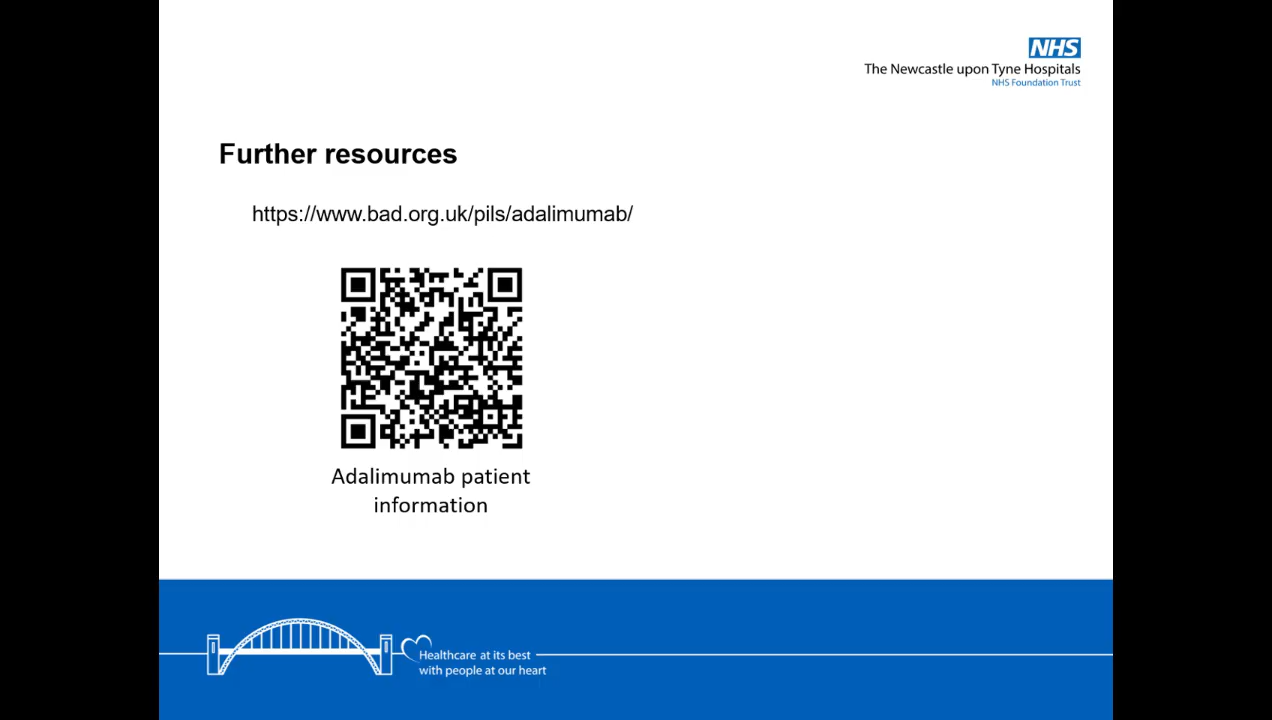 NHS
The Newcastle upon Tyne Hospitals
NHS Foundation Trust
Further resources
https://www.bad.org.uk/pils/adalimumab/
Adalimumab patient
information
Healthcare at its best
with people at our heart